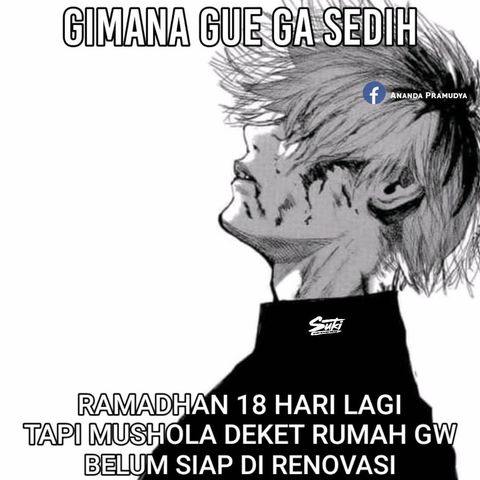 GIMANA GUE GA SEDIH
ANANDA PRAMUDYA
Suki
RAMADHAN 18 HARI LAGI
TAPI MUSHOLA DEKET RUMAH GW
BELUM SIAP DI RENOVASI